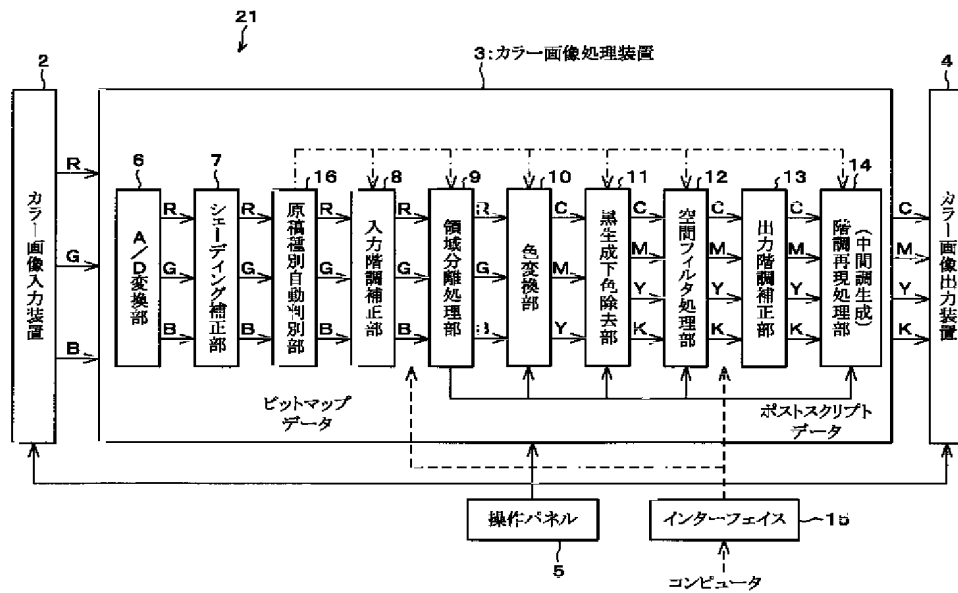 21
2
3:カラー画像処理装置
4
カラー画像入力装置
R
G
B
6
A/D変換部
R
G
B
7
シェーディング補正部
R
G
B
16
原稿種別自動判別部
R
G
B
8
入力階調補正部
R
G
B
9
領域分離処理部
R
G
B
10
色変換部
C
M
Y
11
黒生成下色除去部
C
M
Y
K
12
空間フィルタ処理部
C
M
Y
K
13
出力階調補正部
C
M
Y
K
14
階調再現処理部
(中間調生成)
C
M
Y
K
カラー画像出力装置
ビットマップ
データ
ポストスクリプト
データ
操作パネル
5
インターフェイス
15
コンピュータ